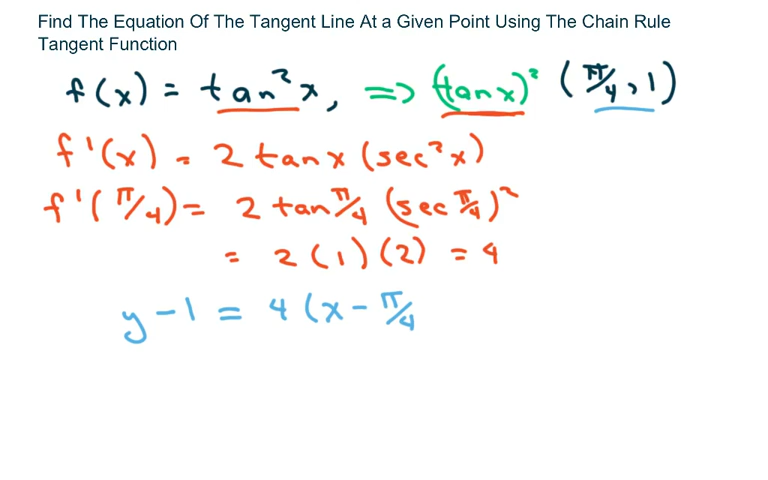 Find The Equation Of The Tangent Line At a Given Point Using The Chain Rule
Tangent Function
f(x) = tan²x, => (tanx)² (π/4, 1)
f'(x) = 2 tanx (sec²x)
f'(π/4) = 2 tan π/4 (sec π/4)²
= 2(1)(2) = 4
y-1 = 4(x - π/4